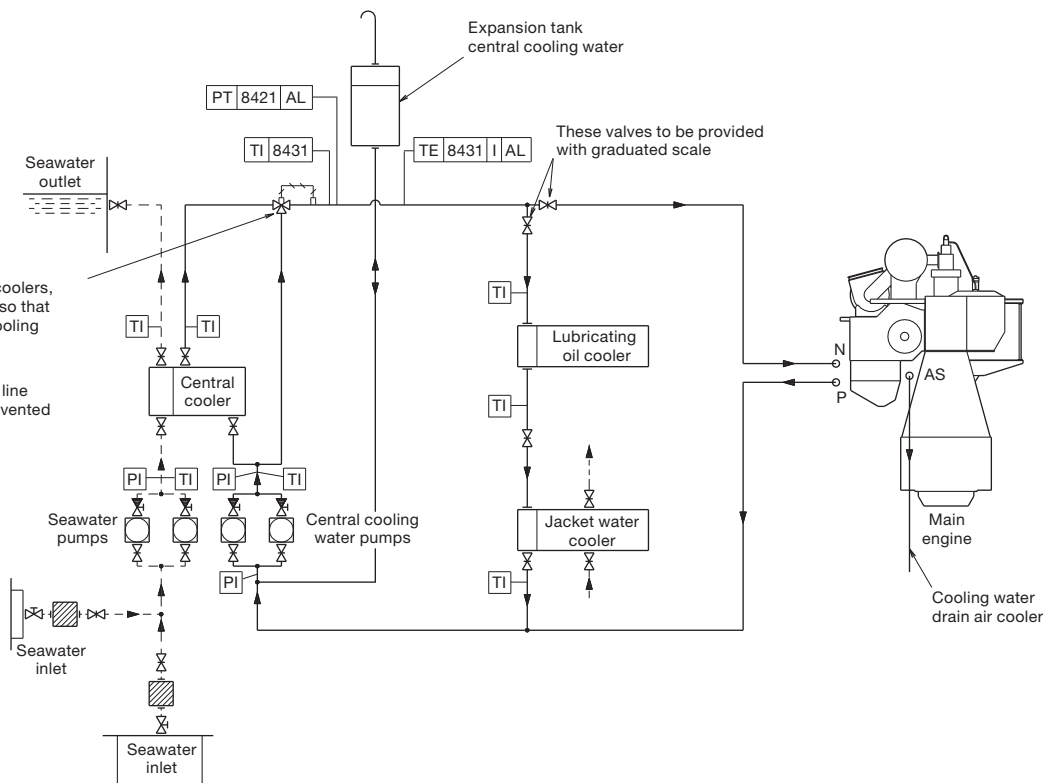 Expansion tank
central cooling water
PT 8421 AL
TI 8431
TE 8431 I AL
These valves to be provided
with graduated scale
Seawater
outlet
coolers,
so that
ooling
line
vented
TI
TI
TI
Lubricating
oil cooler
N
AS
P
Central
cooler
TI
PI
TI
PI
TI
Seawater
pumps
Central cooling
water pumps
Jacket water
cooler
Main
engine
PI
TI
Cooling water
drain air cooler
Seawater
inlet
Seawater
inlet